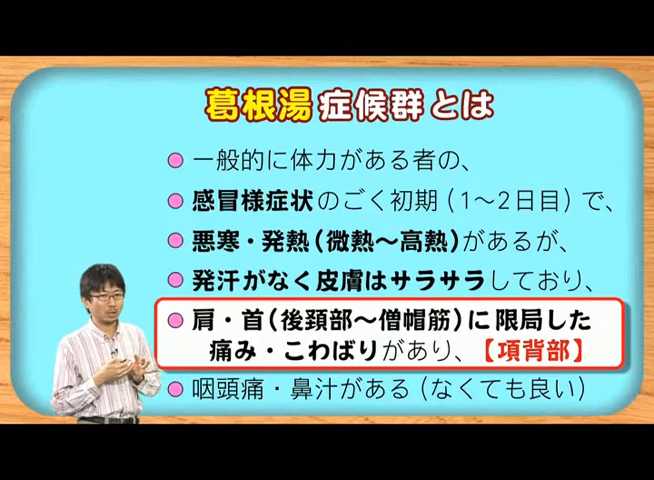 葛根湯 症候群とは
一般的に体力がある者の、
感冒様症状のごく初期（1〜2日目）で、
悪寒・発熱（微熱〜高熱）があるが、
発汗がなく皮膚はサラサラしており、
肩・首（後頚部〜僧帽筋）に限局した
痛み・こわばりがあり、【項背部】
咽頭痛・鼻汁がある（なくても良い）